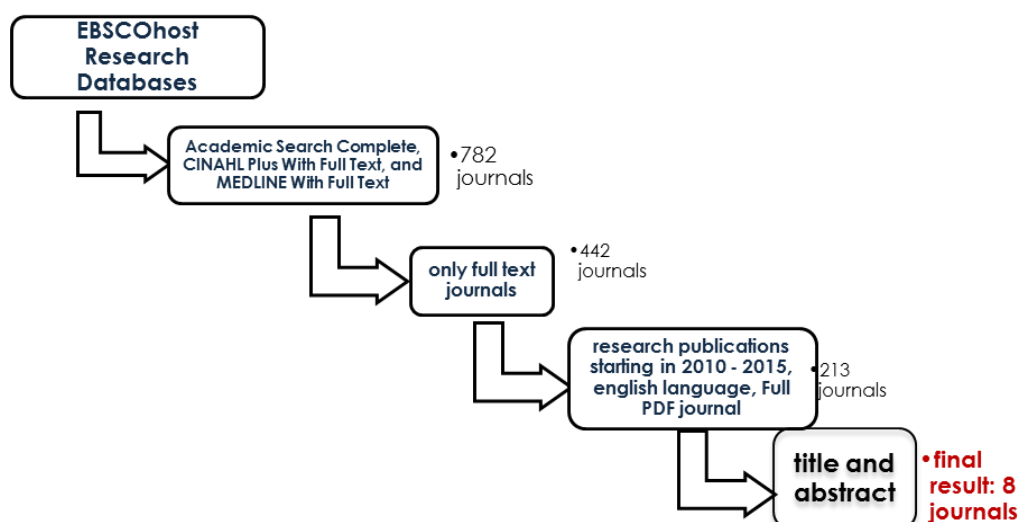 EBSCOhost
Research
Databases
Academic Search Complete,
CINAHL Plus With Full Text, and
MEDLINE With Full Text
•782
journals
only full text
journals
•442
journals
research publications
starting in 2010 - 2015,
english language, Full
PDF journal
•213
journals
title and
abstract
•final
result: 8
journals